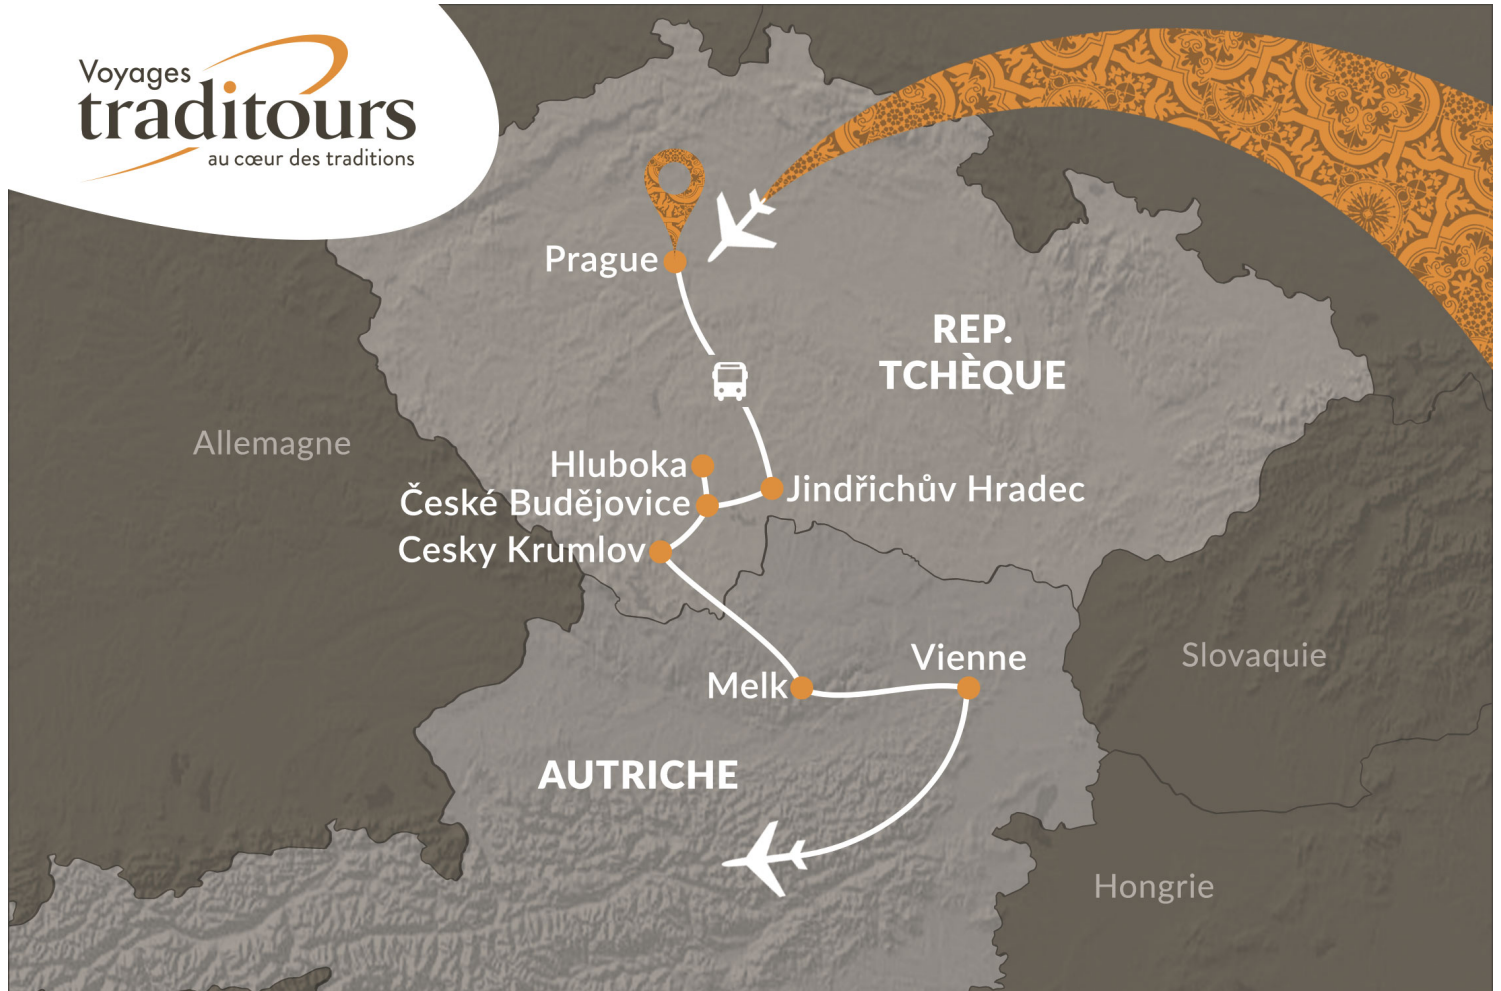 Voyages
traditours
au cœur des traditions
Prague
REP.
TCHÈQUE
Allemagne
Hluboka
Jindřichův Hradec
České Budějovice
Cesky Krumlov
Vienne
Slovaquie
Melk
AUTRICHE
Hongrie